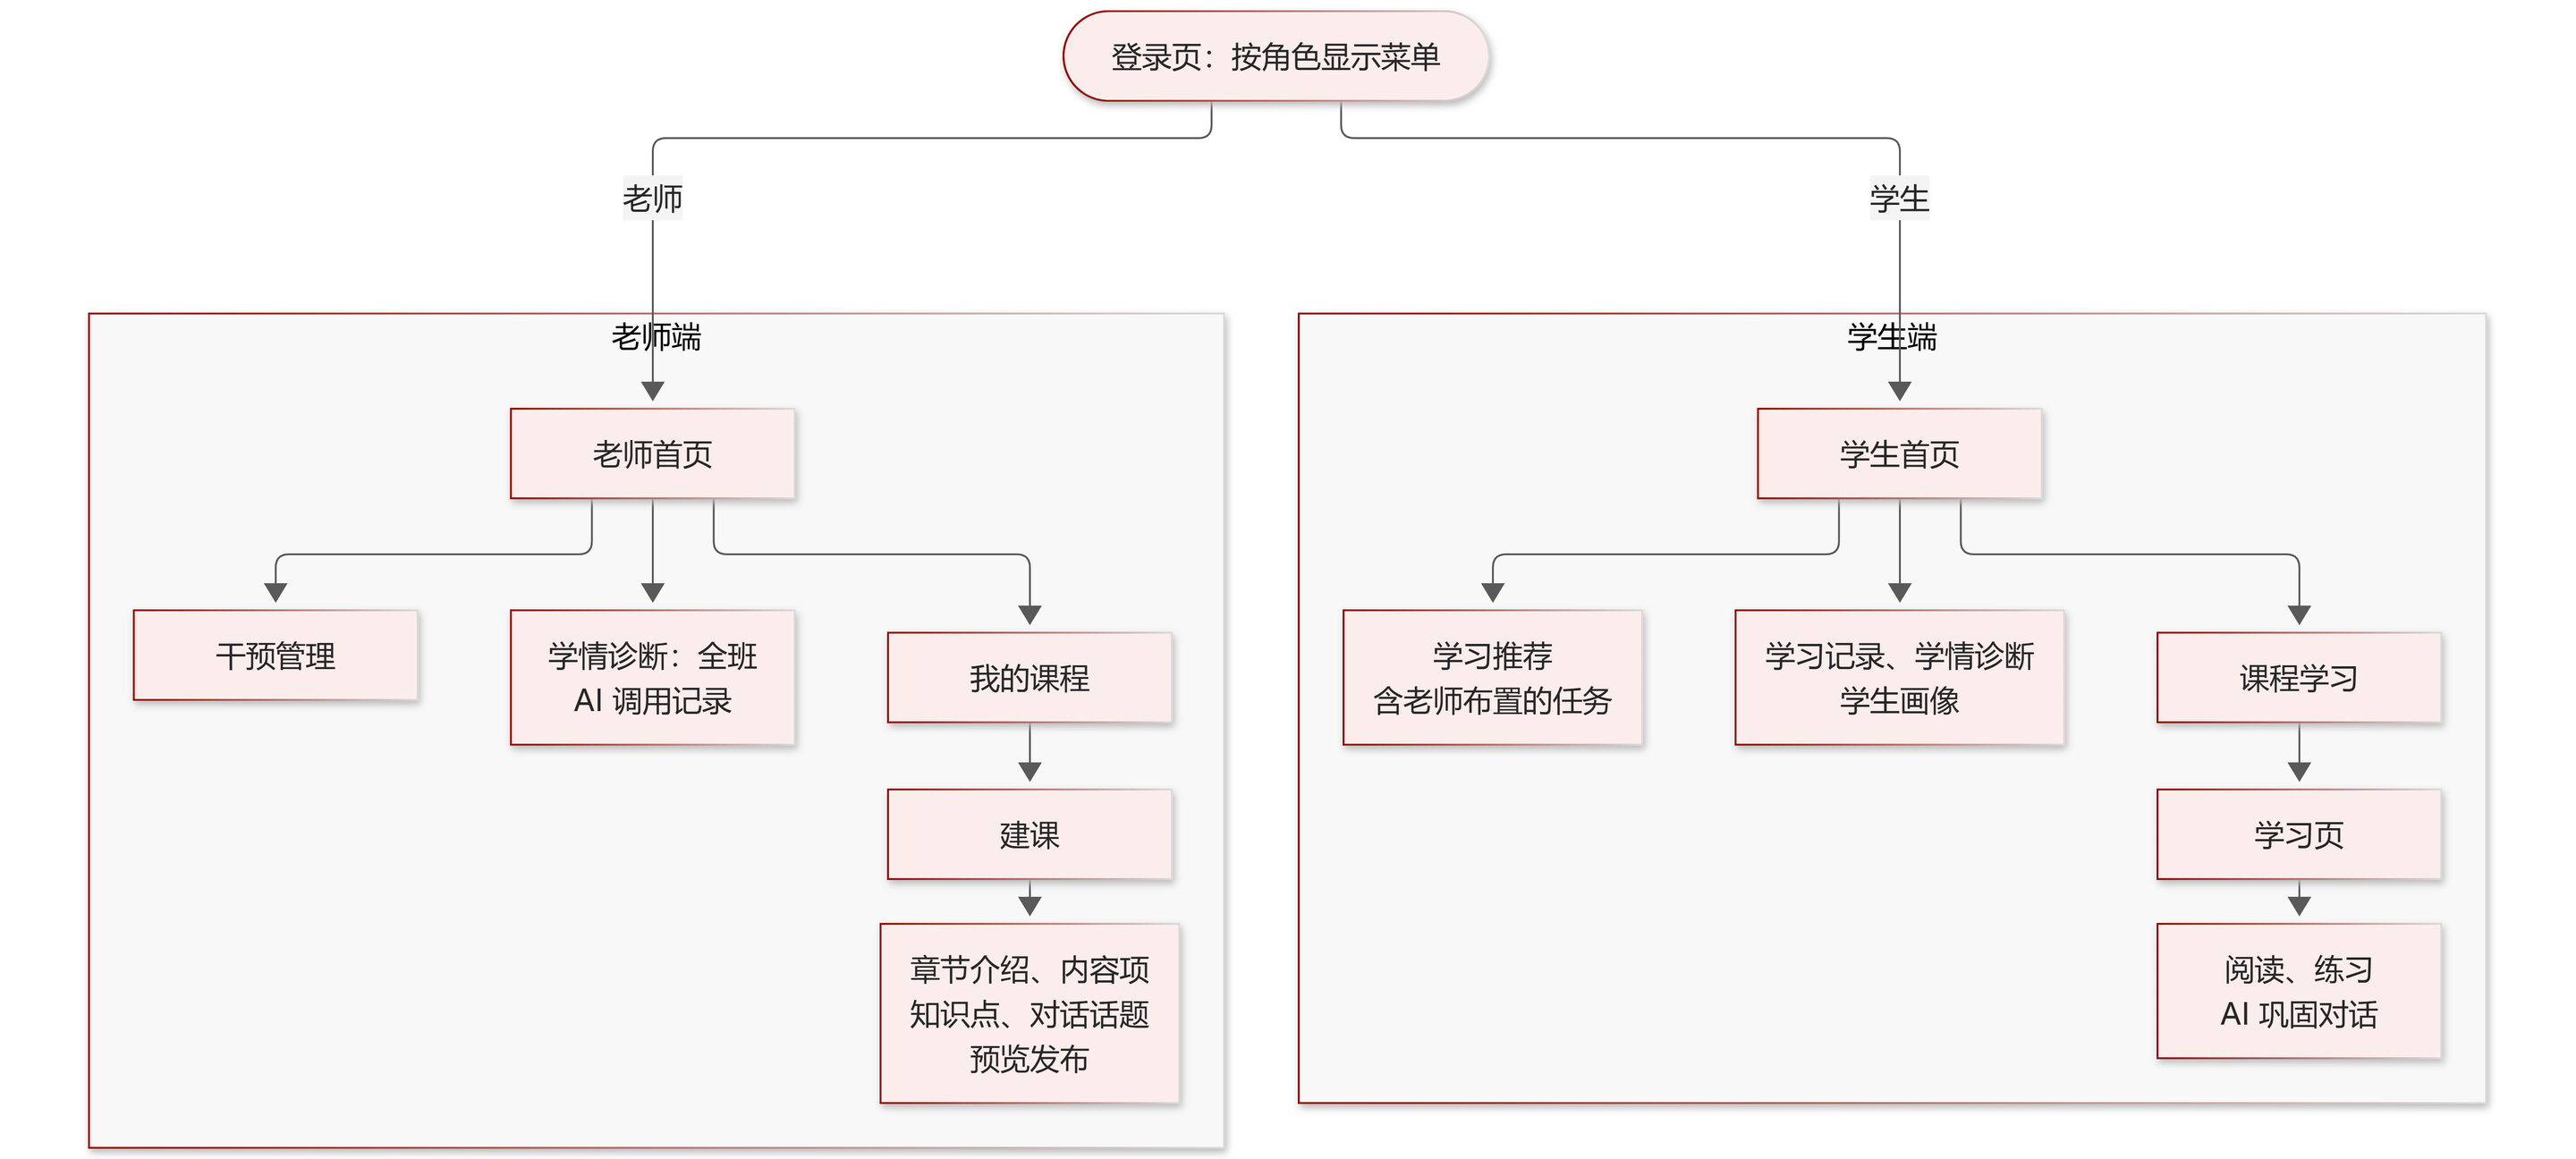 登录页：按角色显示菜单
老师
学生
老师端
学生端
老师首页
学生首页
干预管理
学情诊断：全班
AI 调用记录
我的课程
学习推荐
含老师布置的任务
学习记录、学情诊断
学生画像
课程学习
建课
学习页
章节介绍、内容项
知识点、对话话题
预览发布
阅读、练习
AI 巩固对话